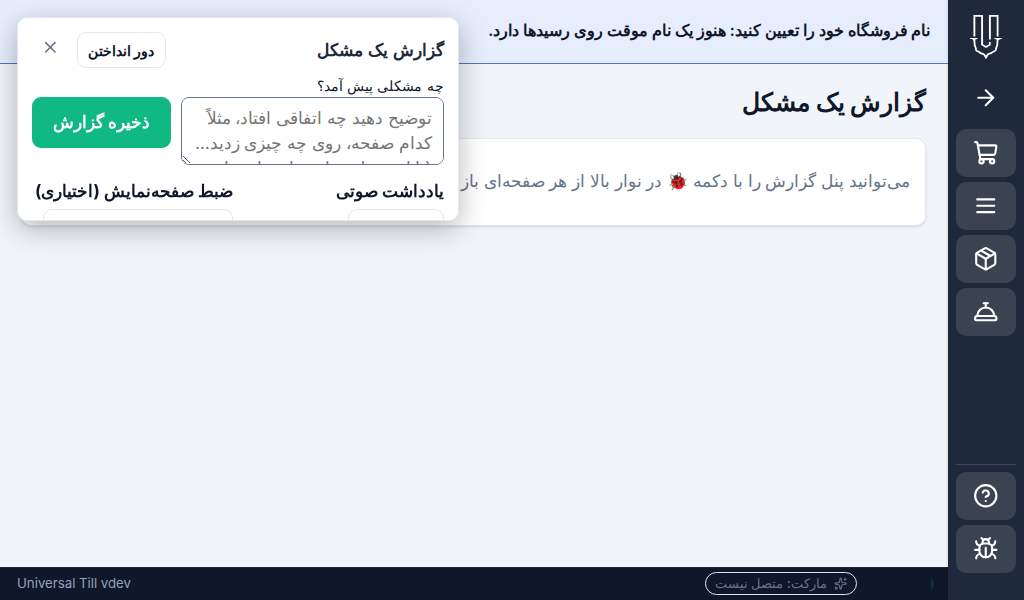 نام فروشگاه خود را تعیین کنید: هنوز یک نام موقت روی رسیدها دارد.
گزارش یک مشکل
می‌توانید پنل گزارش را با دکمه 🐞 در نوار بالا از هر صفحه‌ای باز
گزارش یک مشکل
دور انداختن
چه مشکلی پیش آمد؟
توضیح دهید چه اتفاقی افتاد، مثلاً
کدام صفحه، روی چه چیزی زدید...
ذخیره گزارش
یادداشت صوتی
ضبط صفحه‌نمایش (اختیاری)
مارکت: متصل نیست
Universal Till vdev